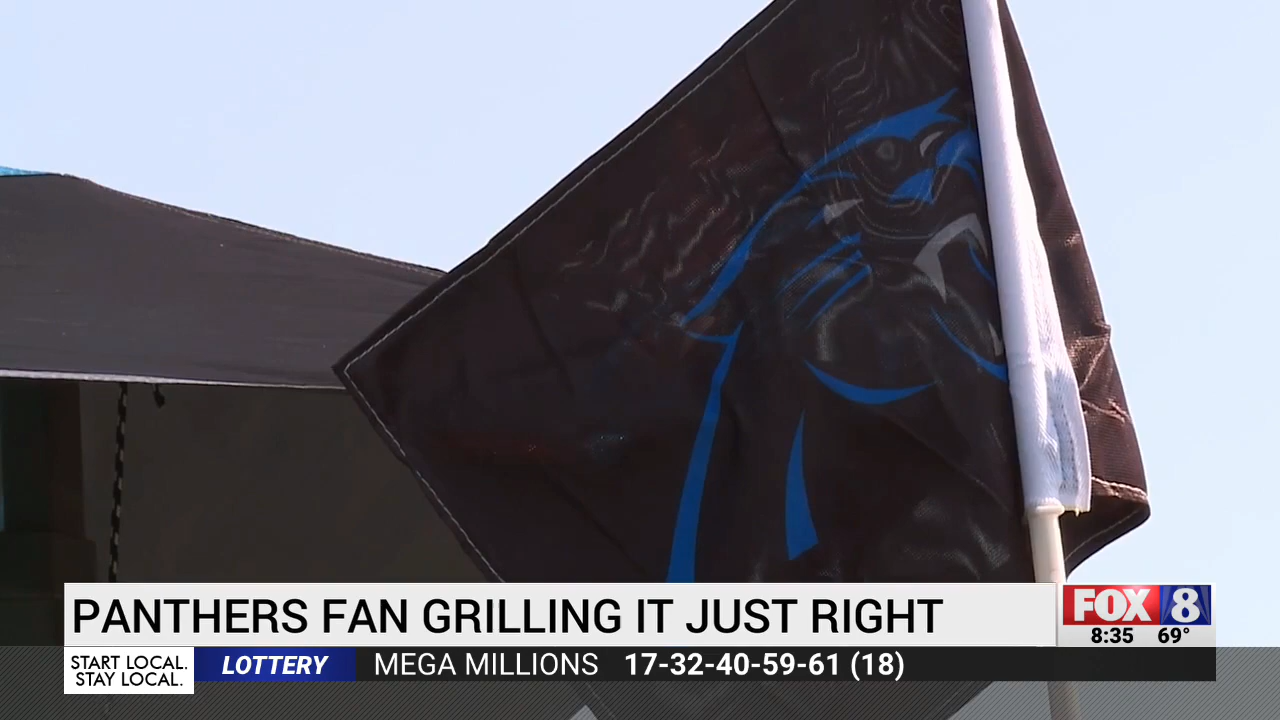 PANTHERS FAN GRILLING IT JUST RIGHT
FOX 8
8:35 69°
START LOCAL.
STAY LOCAL.
LOTTERY MEGA MILLIONS 17-32-40-59-61 (18)